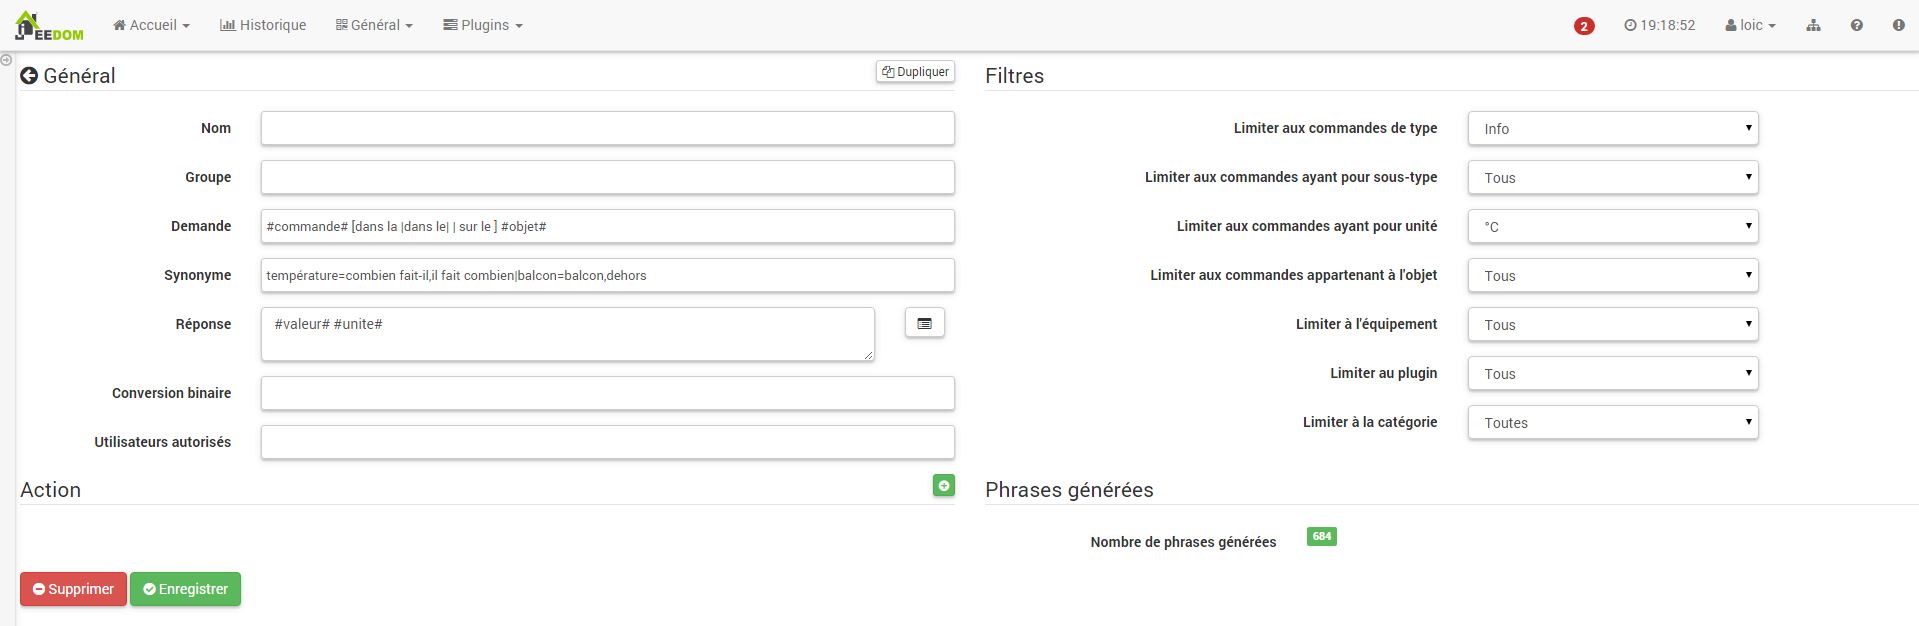 JEEDOM Accueil Historique Général Plugins 2 19:18:52 loic
Général Dupliquer
Nom
Groupe
Demande #commande# [dans la |dans le| | sur le ] #objet#
Synonyme température=combien fait-il,il fait combien|balcon=balcon,dehors
Réponse #valeur# #unite#
Conversion binaire
Utilisateurs autorisés
Action
Supprimer Enregistrer
Filtres
Limiter aux commandes de type Info
Limiter aux commandes ayant pour sous-type Tous
Limiter aux commandes ayant pour unité °C
Limiter aux commandes appartenant à l'objet Tous
Limiter à l'équipement Tous
Limiter au plugin Tous
Limiter à la catégorie Toutes
Phrases générées
Nombre de phrases générées 684